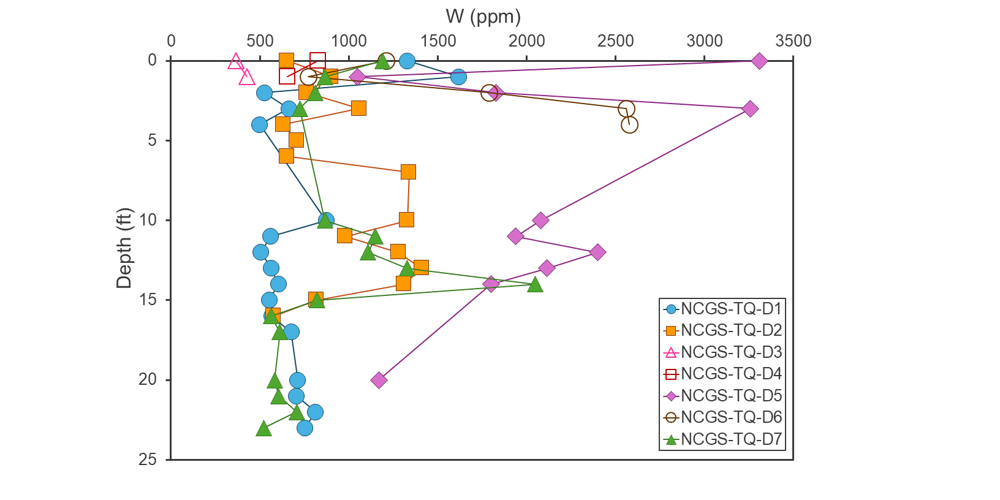 W (ppm)
0 500 1000 1500 2000 2500 3000 3500
0
5
10
15
20
25
Depth (ft)
NCGS-TQ-D1
NCGS-TQ-D2
NCGS-TQ-D3
NCGS-TQ-D4
NCGS-TQ-D5
NCGS-TQ-D6
NCGS-TQ-D7